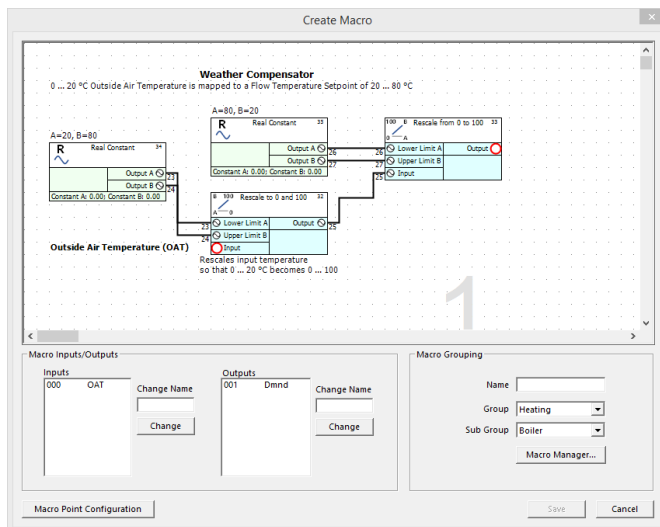 Create Macro
Weather Compensator
0 ... 20 °C Outside Air Temperature is mapped to a Flow Temperature Setpoint of 20 ... 80 °C
A=80, B=20
R Real Constant 35
Output A 26
Output B 27
Constant A: 0.00; Constant B: 0.00
100 B Rescale from 0 to 100 33
0 A
26 Lower Limit A Output
27 Upper Limit B
25 Input
A=20, B=80
R Real Constant 34
Output A 23
Output B 24
Constant A: 0.00; Constant B: 0.00
B 100 Rescale to 0 and 100 32
A 0
23 Lower Limit A Output 25
24 Upper Limit B
Input
Outside Air Temperature (OAT)
Rescales input temperature
so that 0 ... 20 °C becomes 0 ... 100
1
Macro Inputs/Outputs
Inputs
000 OAT
Change Name
Change
Outputs
001 Dmnd
Change Name
Change
Macro Grouping
Name
Group Heating
Sub Group Boiler
Macro Manager...
Macro Point Configuration
Save
Cancel